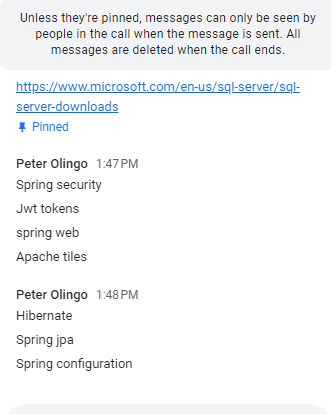 Unless they're pinned, messages can only be seen by
people in the call when the message is sent. All
messages are deleted when the call ends.
https://www.microsoft.com/en-us/sql-server/sql-
server-downloads
Pinned
Peter Olingo 1:47 PM
Spring security
Jwt tokens
spring web
Apache tiles
Peter Olingo 1:48 PM
Hibernate
Spring jpa
Spring configuration